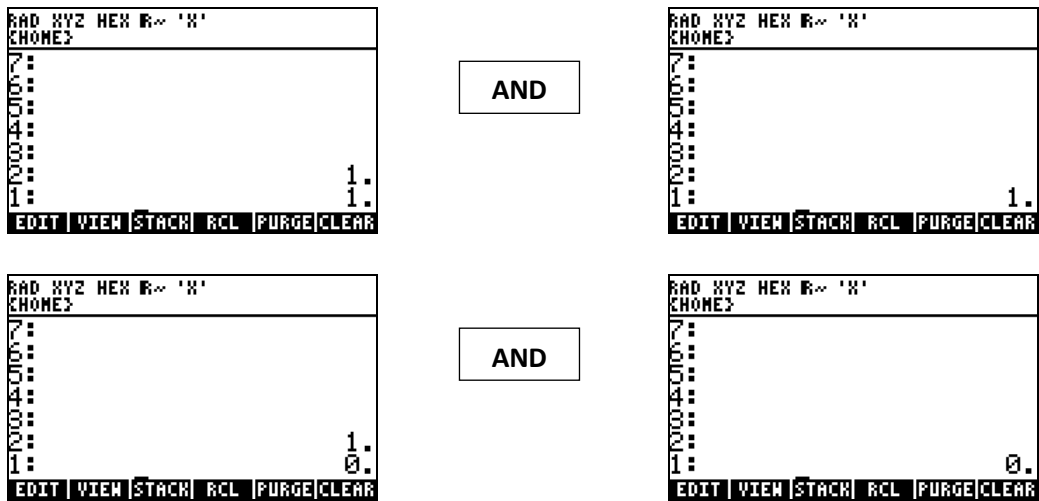 RAD XYZ HEX R~ 'X'
{HOME}
7:
6:
5:
4:
3:
2: 1.
1: 1.
EDIT VIEW STACK RCL PURGE CLEAR
AND
RAD XYZ HEX R~ 'X'
{HOME}
7:
6:
5:
4:
3:
2:
1: 1.
EDIT VIEW STACK RCL PURGE CLEAR
RAD XYZ HEX R~ 'X'
{HOME}
7:
6:
5:
4:
3:
2: 1.
1: 0.
EDIT VIEW STACK RCL PURGE CLEAR
AND
RAD XYZ HEX R~ 'X'
{HOME}
7:
6:
5:
4:
3:
2:
1: 0.
EDIT VIEW STACK RCL PURGE CLEAR